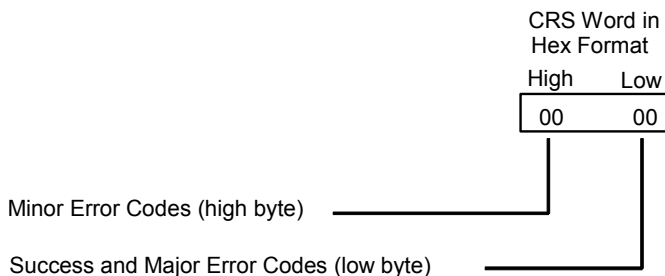 CRS Word in
Hex Format
High Low
00 00
Minor Error Codes (high byte)
Success and Major Error Codes (low byte)